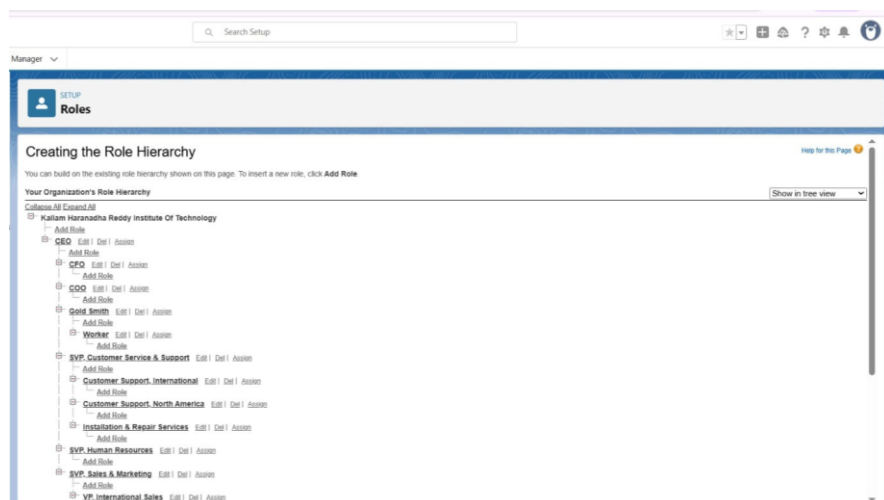 Search Setup
Manager
SETUP
Roles
Creating the Role Hierarchy
Help for this Page
You can build on the existing role hierarchy shown on this page. To insert a new role, click Add Role.
Your Organization's Role Hierarchy
Show in tree view
Collapse All Expand All
Kallam Haranadha Reddy Institute Of Technology
Add Role
CEO Edit | Del | Assign
Add Role
CFO Edit | Del | Assign
Add Role
COO Edit | Del | Assign
Add Role
Gold Smith Edit | Del | Assign
Add Role
Worker Edit | Del | Assign
Add Role
SVP, Customer Service & Support Edit | Del | Assign
Add Role
Customer Support, International Edit | Del | Assign
Add Role
Customer Support, North America Edit | Del | Assign
Add Role
Installation & Repair Services Edit | Del | Assign
Add Role
SVP, Human Resources Edit | Del | Assign
Add Role
SVP, Sales & Marketing Edit | Del | Assign
Add Role
VP, International Sales Edit | Del | Assign